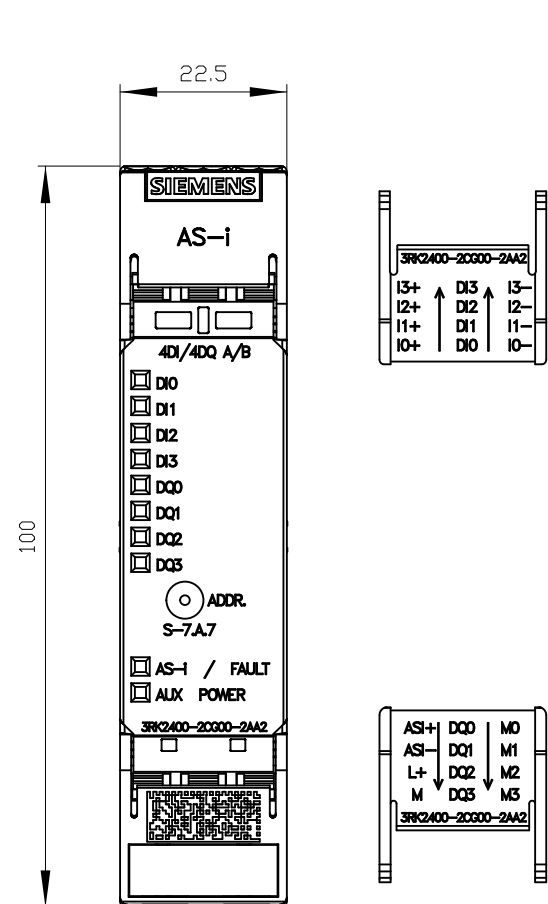 22.5
SIEMENS
AS-i
3RK2400-2CG00-2AA2
I3+ DI3 I3-
I2+ DI2 I2-
I1+ DI1 I1-
I0+ DI0 I0-
4DI/4DQ A/B
DI0
DI1
DI2
DI3
DQ0
DQ1
DQ2
DQ3
100
ADDR.
S-7.A.7
AS-i / FAULT
AUX POWER
3RK2400-2CG00-2AA2
ASI+ DQ0 M0
ASI- DQ1 M1
L+ DQ2 M2
M DQ3 M3
3RK2400-2CG00-2AA2